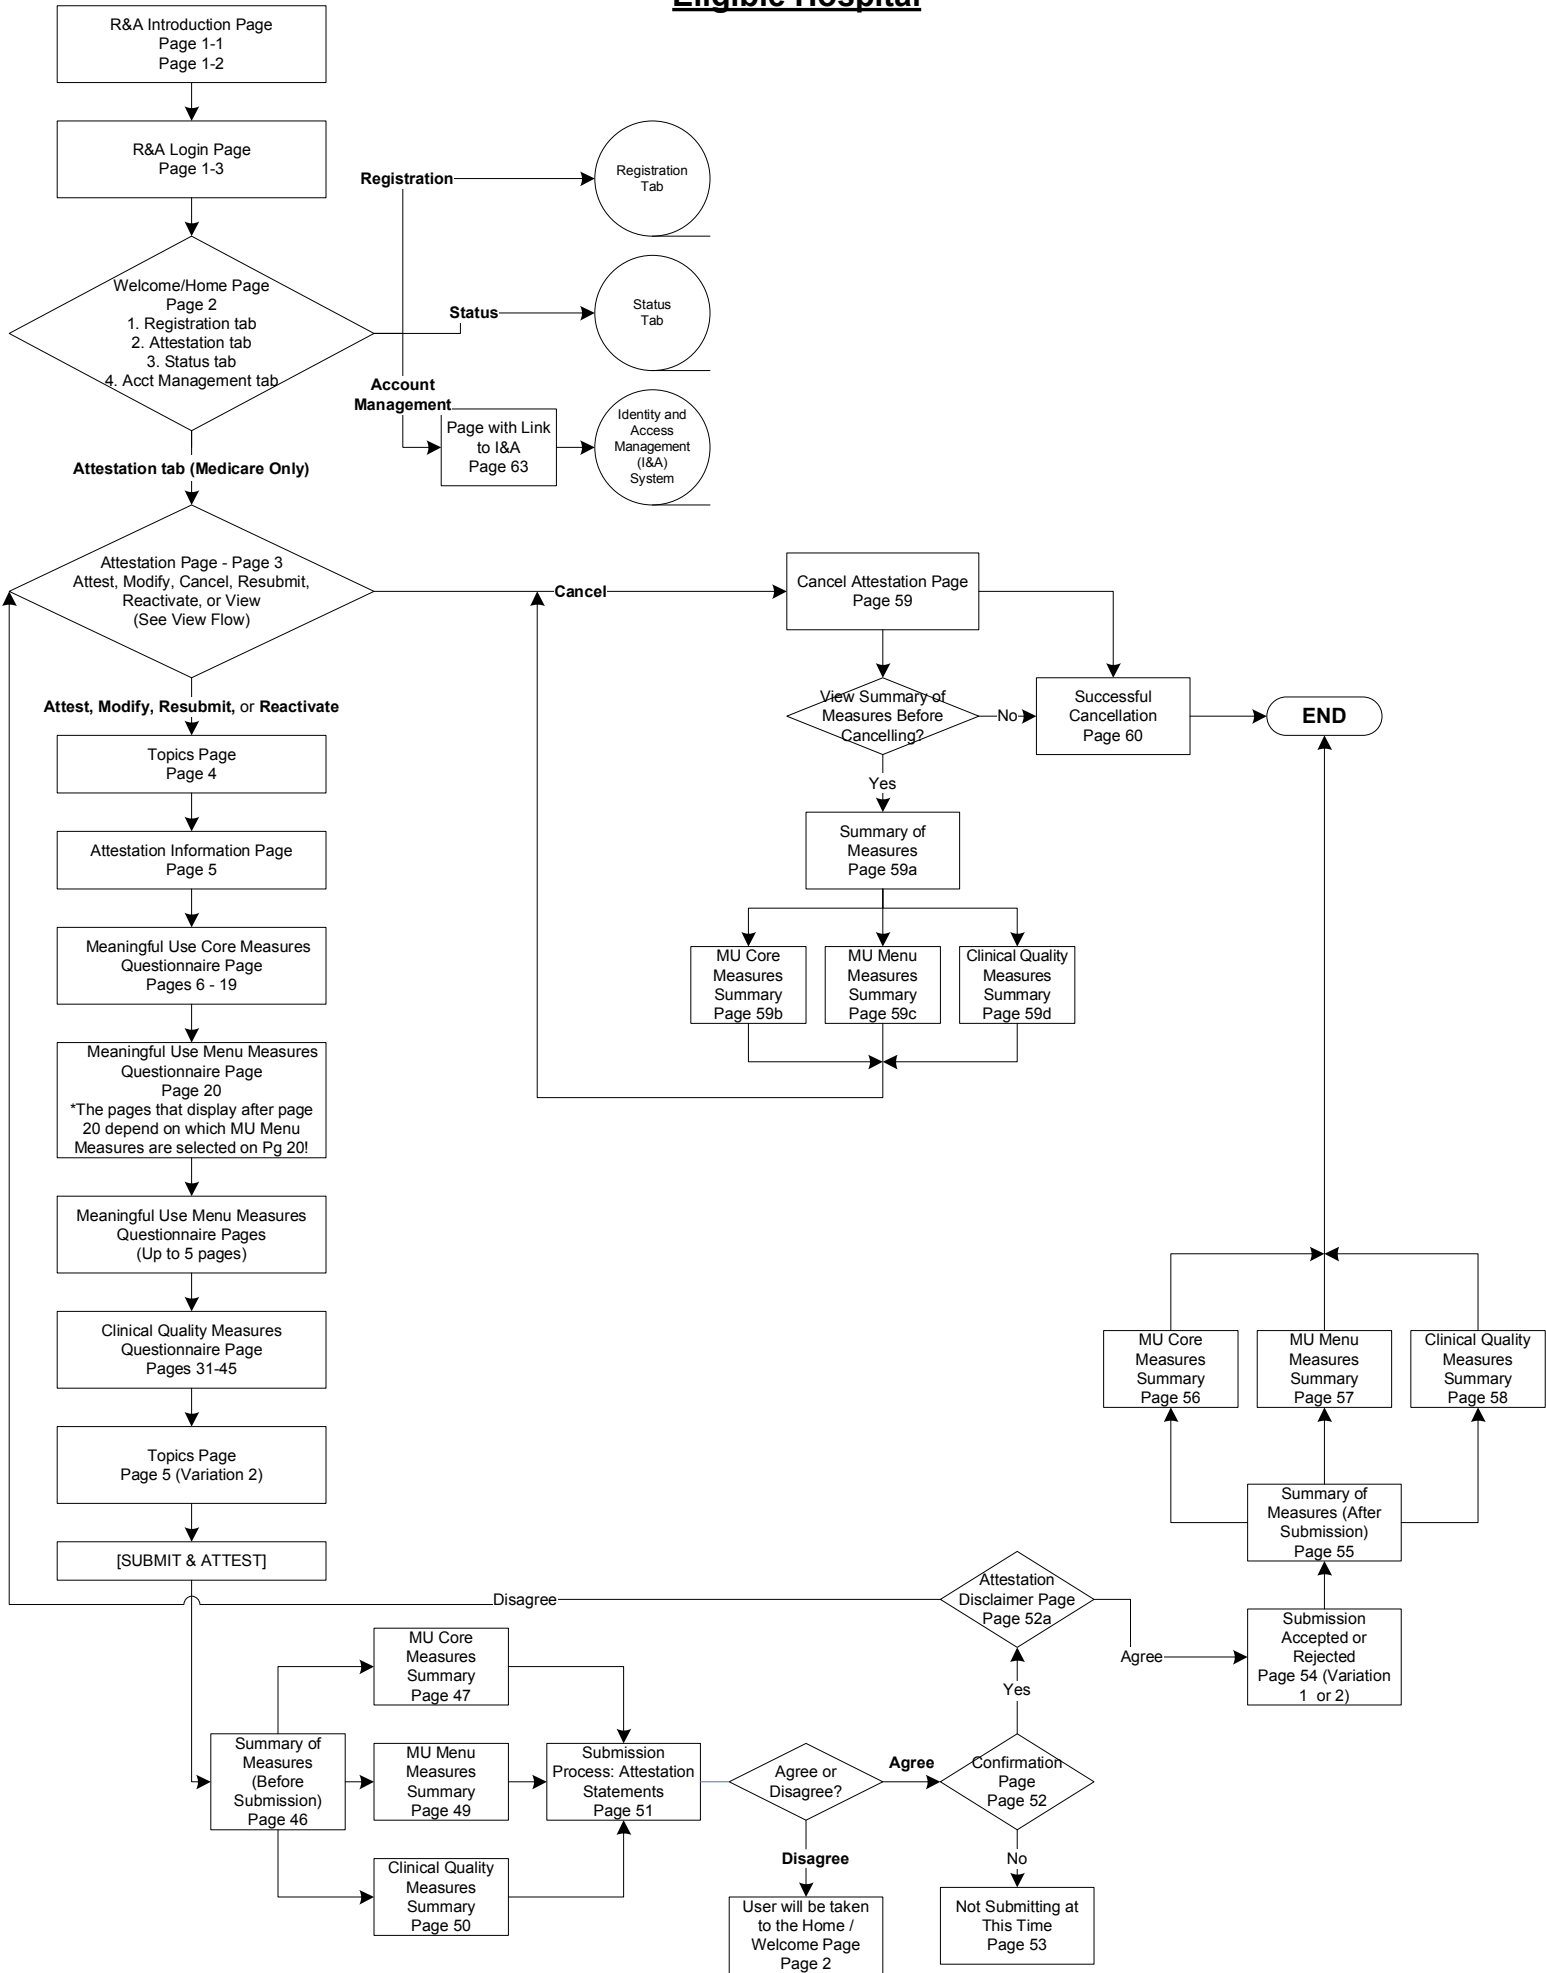 Eligible Hospital
R&A Introduction Page
Page 1-1
Page 1-2
R&A Login Page
Page 1-3
Registration
Registration
Tab
Welcome/Home Page
Page 2
1. Registration tab
2. Attestation tab
3. Status tab
4. Acct Management tab
Status
Status
Tab
Account
Management
Page with Link
to I&A
Page 63
Identity and
Access
Management
(I&A)
System
Attestation tab (Medicare Only)
Attestation Page - Page 3
Attest, Modify, Cancel, Resubmit,
Reactivate, or View
(See View Flow)
Cancel
Cancel Attestation Page
Page 59
Attest, Modify, Resubmit, or Reactivate
View Summary of
Measures Before
Cancelling?
No
Successful
Cancellation
Page 60
END
Yes
Topics Page
Page 4
Summary of
Measures
Page 59a
Attestation Information Page
Page 5
MU Core
Measures
Summary
Page 59b
MU Menu
Measures
Summary
Page 59c
Clinical Quality
Measures
Summary
Page 59d
Meaningful Use Core Measures
Questionnaire Page
Pages 6 - 19
Meaningful Use Menu Measures
Questionnaire Page
Page 20
*The pages that display after page
20 depend on which MU Menu
Measures are selected on Pg 20!
Meaningful Use Menu Measures
Questionnaire Pages
(Up to 5 pages)
Clinical Quality Measures
Questionnaire Page
Pages 31-45
MU Core
Measures
Summary
Page 56
MU Menu
Measures
Summary
Page 57
Clinical Quality
Measures
Summary
Page 58
Topics Page
Page 5 (Variation 2)
Summary of
Measures (After
Submission)
Page 55
[SUBMIT & ATTEST]
Disagree
Attestation
Disclaimer Page
Page 52a
Agree
Submission
Accepted or
Rejected
Page 54 (Variation
1 or 2)
MU Core
Measures
Summary
Page 47
Yes
Summary of
Measures
(Before
Submission)
Page 46
MU Menu
Measures
Summary
Page 49
Submission
Process: Attestation
Statements
Page 51
Agree or
Disagree?
Agree
Confirmation
Page
Page 52
Disagree
No
Clinical Quality
Measures
Summary
Page 50
User will be taken
to the Home /
Welcome Page
Page 2
Not Submitting at
This Time
Page 53